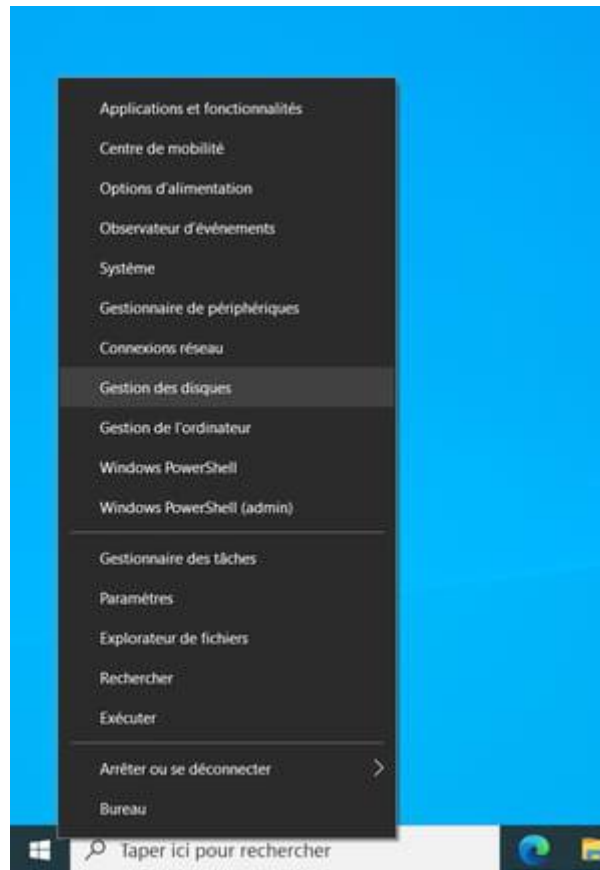 Applications et fonctionnalités
Centre de mobilité
Options d'alimentation
Observateur d'événements
Système
Gestionnaire de périphériques
Connexions réseau
Gestion des disques
Gestion de l'ordinateur
Windows PowerShell
Windows PowerShell (admin)
Gestionnaire des tâches
Paramètres
Explorateur de fichiers
Rechercher
Exécuter
Arrêter ou se déconnecter
Bureau
Taper ici pour rechercher